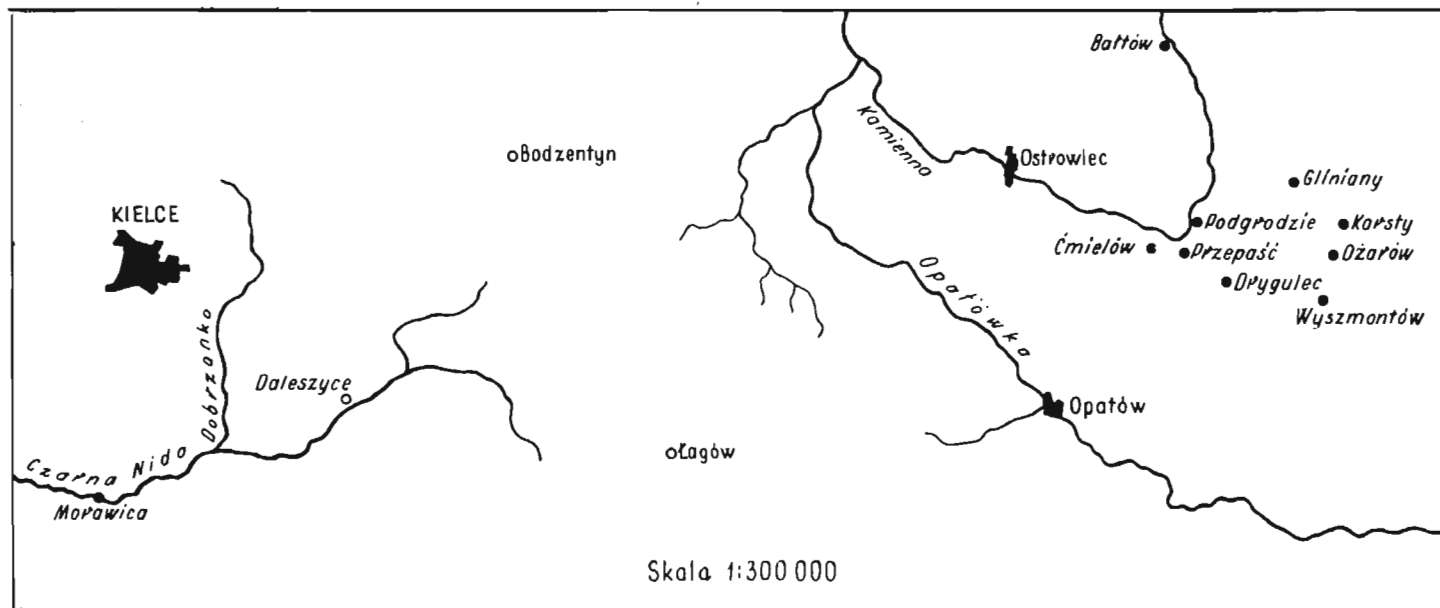 Bałtów
Kamienna
Ostrowiec
oBodzentyn
Gliniany
KIELCE
Podgrodzie
Karsty
Ćmielów
Przepaść
Ożarów
Opatówka
Drygulec
Wyszmontów
Dobrzanka
Daleszyce
Opatów
Łagów
Czarna Nida
Morawica
Skala 1:300 000